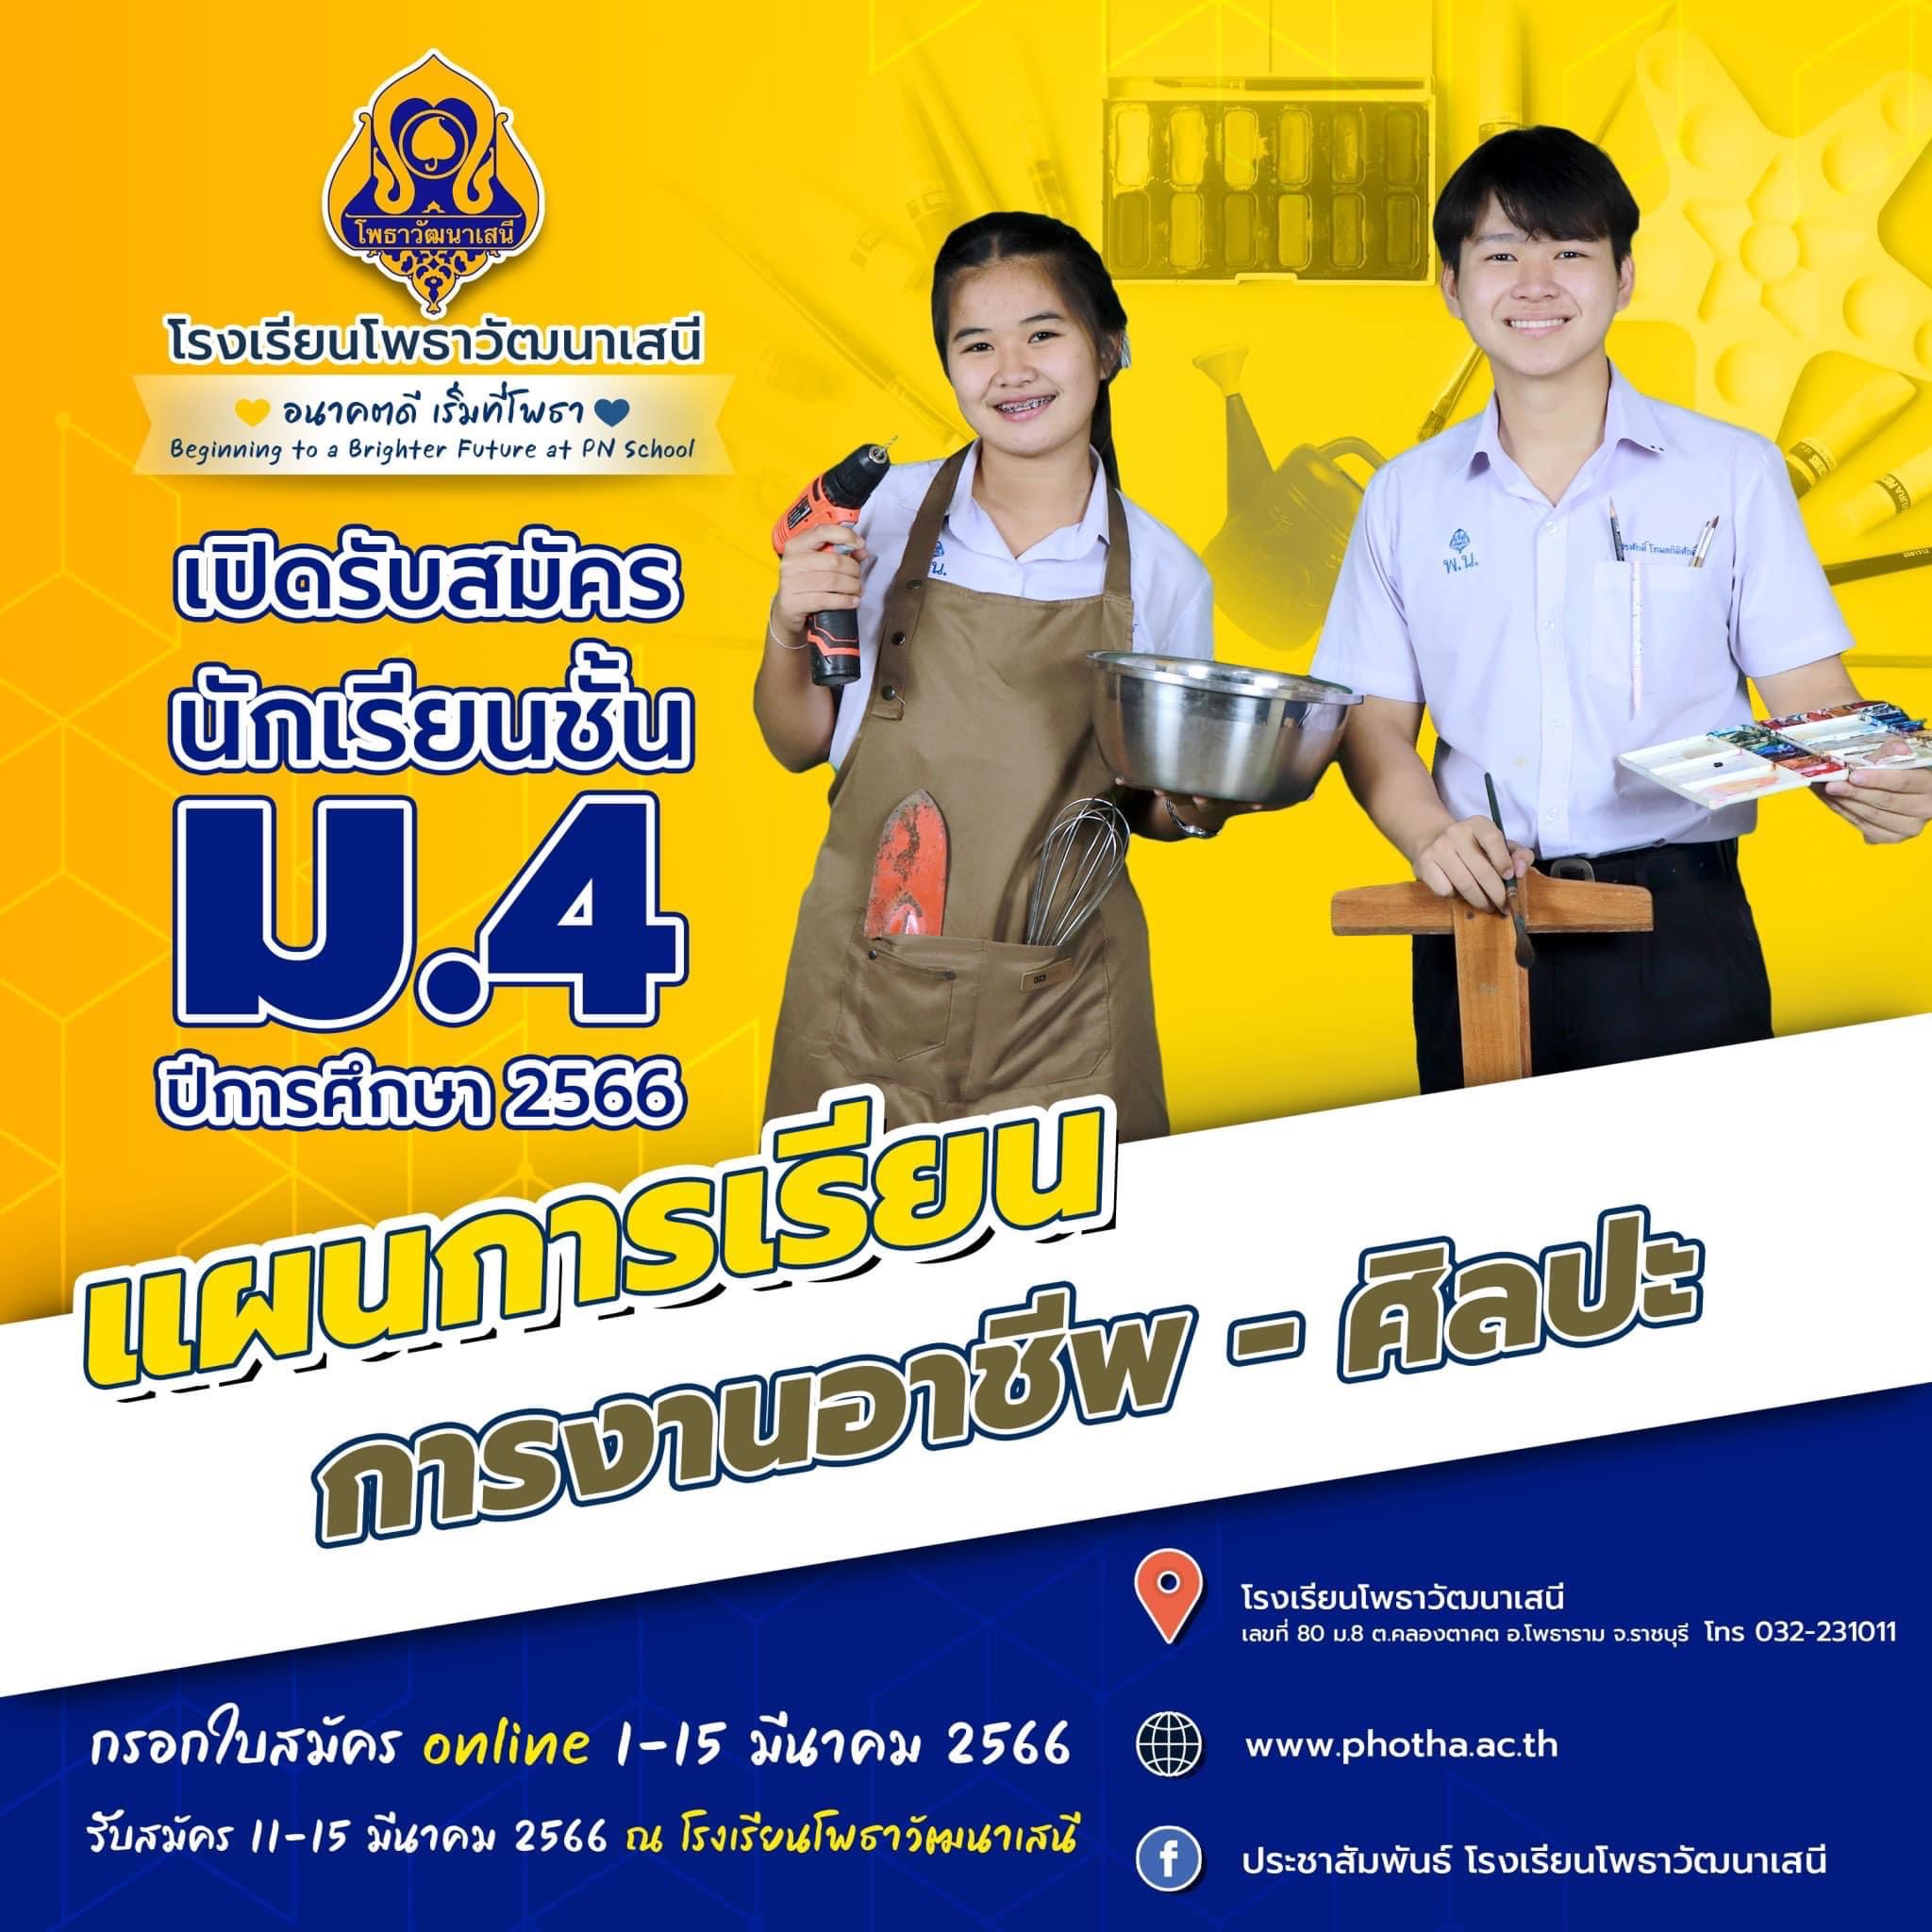 โพธาวัฒนาเสนี
โรงเรียนโพธาวัฒนาเสนี
อนาคตดี เริ่มที่โพธา
Beginning to a Brighter Future at PN School
เปิดรับสมัคร
นักเรียนชั้น
ม.4
ปีการศึกษา 2566
พ.น.
แผนการเรียน
การงานอาชีพ - ศิลปะ
โรงเรียนโพธาวัฒนาเสนี
เลขที่ 80 ม.8 ต.คลองตาคต อ.โพธาราม จ.ราชบุรี โทร 032-231011
กรอกใบสมัคร online 1-15 มีนาคม 2566
www.photha.ac.th
รับสมัคร 11-15 มีนาคม 2566 ณ โรงเรียนโพธาวัฒนาเสนี
ประชาสัมพันธ์ โรงเรียนโพธาวัฒนาเสนี